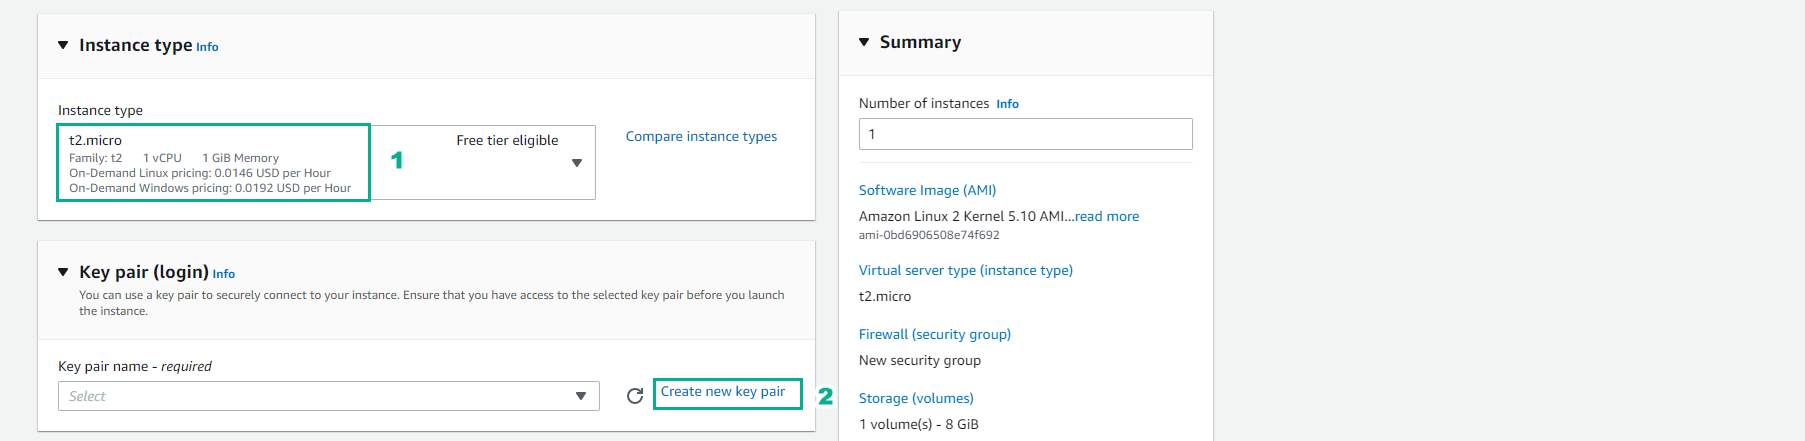 Instance type Info
Instance type
t2.micro
Free tier eligible
Family: t2 1 vCPU 1 GiB Memory
On-Demand Linux pricing: 0.0146 USD per Hour
On-Demand Windows pricing: 0.0192 USD per Hour
1
Compare instance types
Key pair (login) Info
You can use a key pair to securely connect to your instance. Ensure that you have access to the selected key pair before you launch
the instance.
Key pair name - required
Select
Create new key pair
2
Summary
Number of instances Info
1
Software Image (AMI)
Amazon Linux 2 Kernel 5.10 AMI...read more
ami-0bd6906508e74f692
Virtual server type (instance type)
t2.micro
Firewall (security group)
New security group
Storage (volumes)
1 volume(s) - 8 GiB